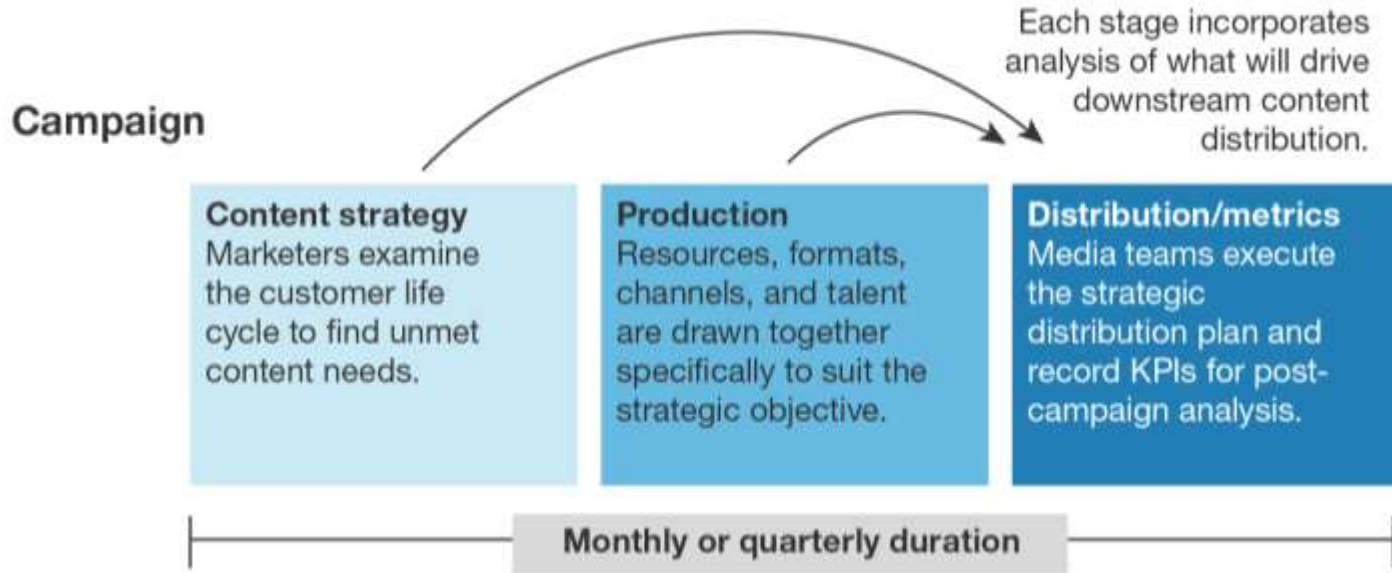 Each stage incorporates
analysis of what will drive
downstream content
distribution.
Campaign
Content strategy
Marketers examine
the customer life
cycle to find unmet
content needs.
Production
Resources, formats,
channels, and talent
are drawn together
specifically to suit the
strategic objective.
Distribution/metrics
Media teams execute
the strategic
distribution plan and
record KPIs for post-
campaign analysis.
Monthly or quarterly duration